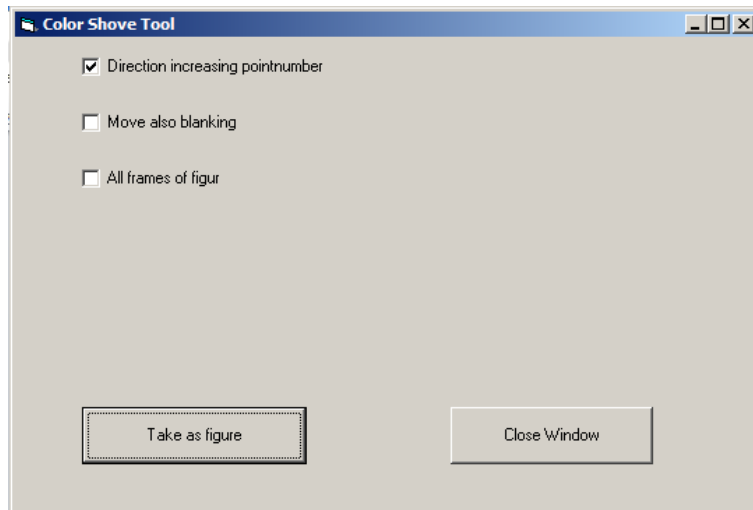 Color Shove Tool
Direction increasing pointnumber
Move also blanking
All frames of figur
Take as figure
Close Window